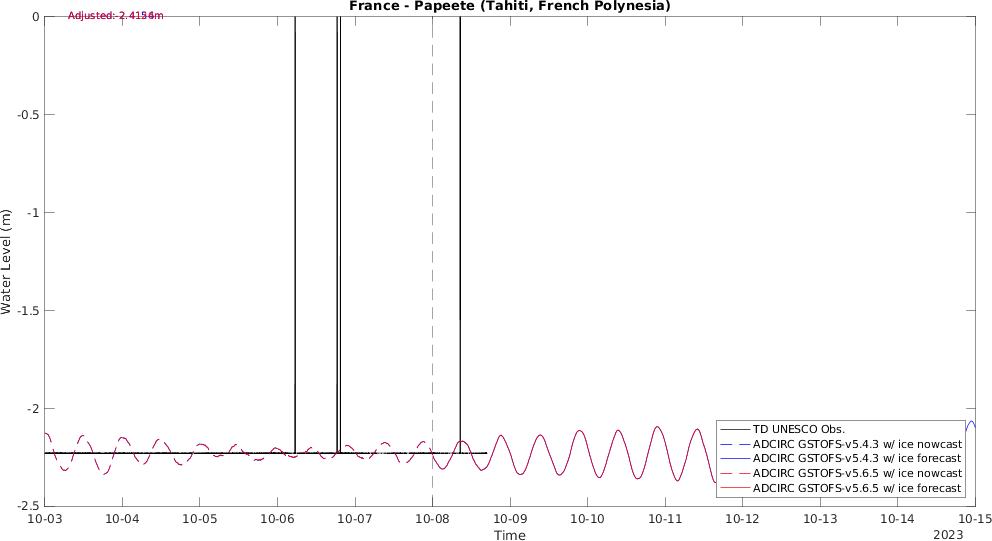 France - Papeete (Tahiti, French Polynesia)
Adjusted:
0
-0.5
-1
-1.5
-2
-2.5
Water Level (m)
TD UNESCO Obs.
ADCIRC GSTOFS-v5.4.3 w/ ice nowcast
ADCIRC GSTOFS-v5.4.3 w/ ice forecast
ADCIRC GSTOFS-v5.6.5 w/ ice nowcast
ADCIRC GSTOFS-v5.6.5 w/ ice forecast
10-03 10-04 10-05 10-06 10-07 10-08 10-09 10-10 10-11 10-12 10-13 10-14 10-15
Time
2023